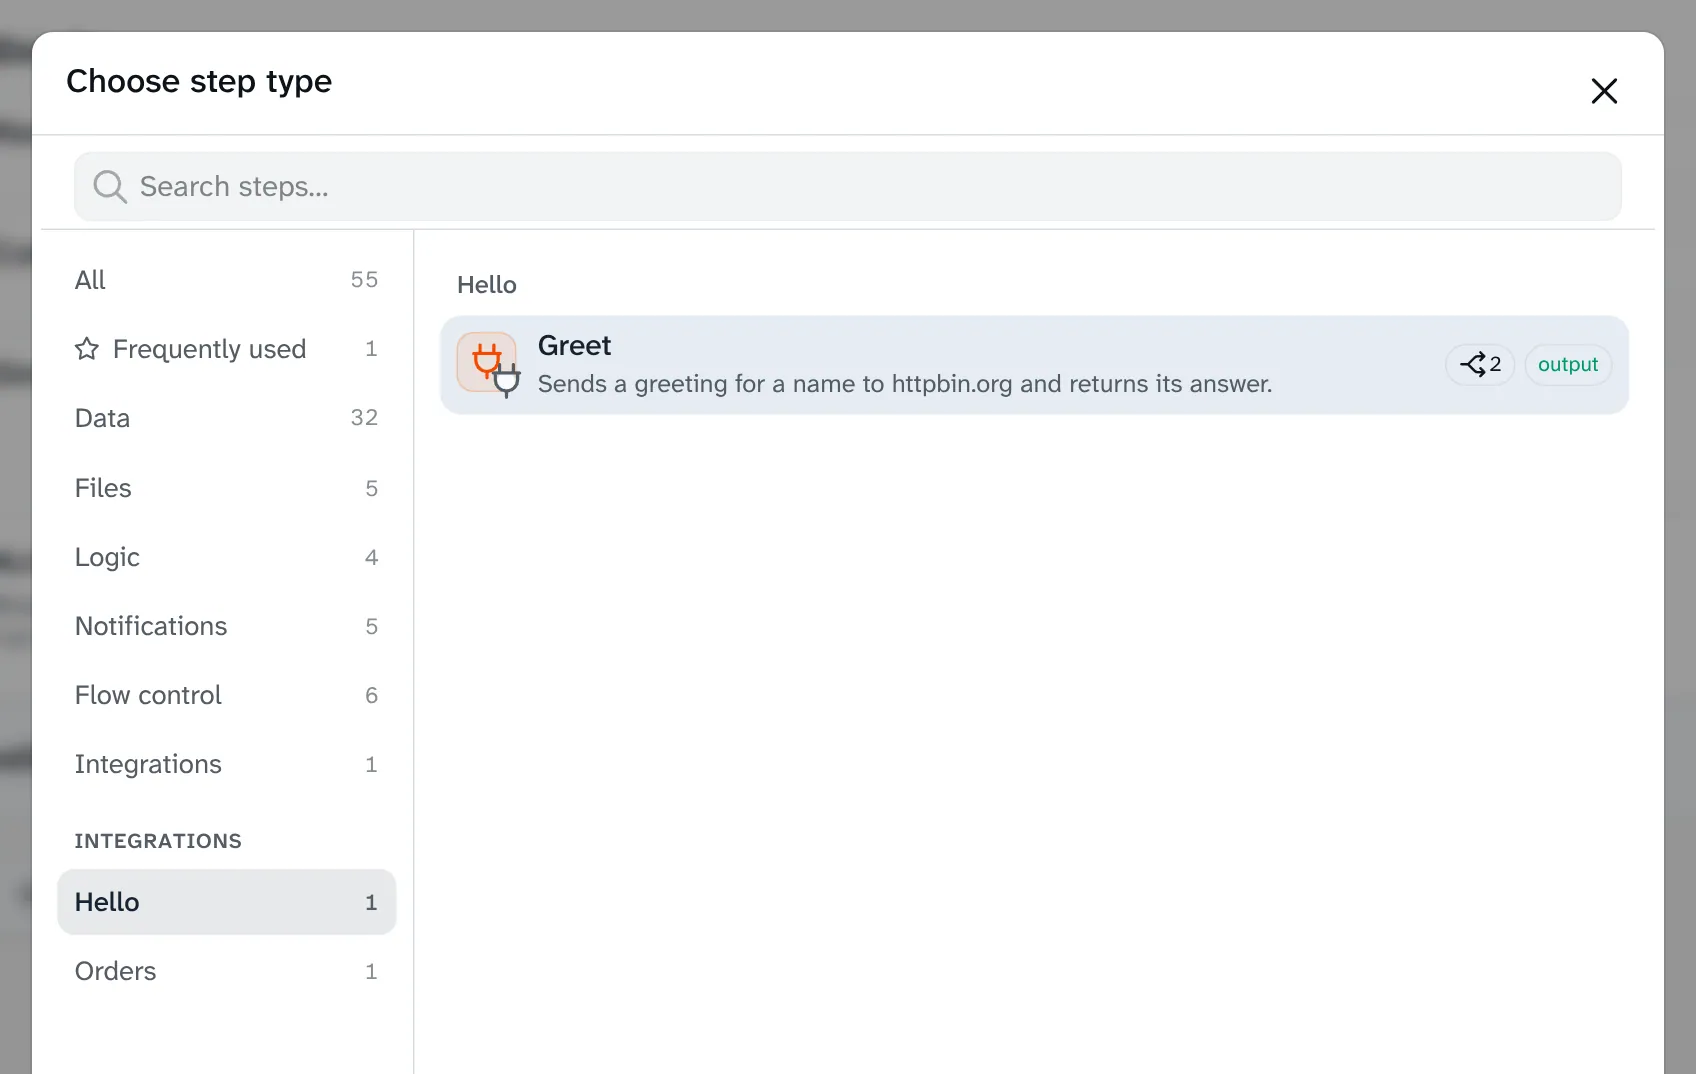 Choose step type
Search steps...
All 55
Frequently used 1
Data 32
Files 5
Logic 4
Notifications 5
Flow control 6
Integrations 1
INTEGRATIONS
Hello 1
Orders 1
Hello
Greet
Sends a greeting for a name to httpbin.org and returns its answer.
2 output